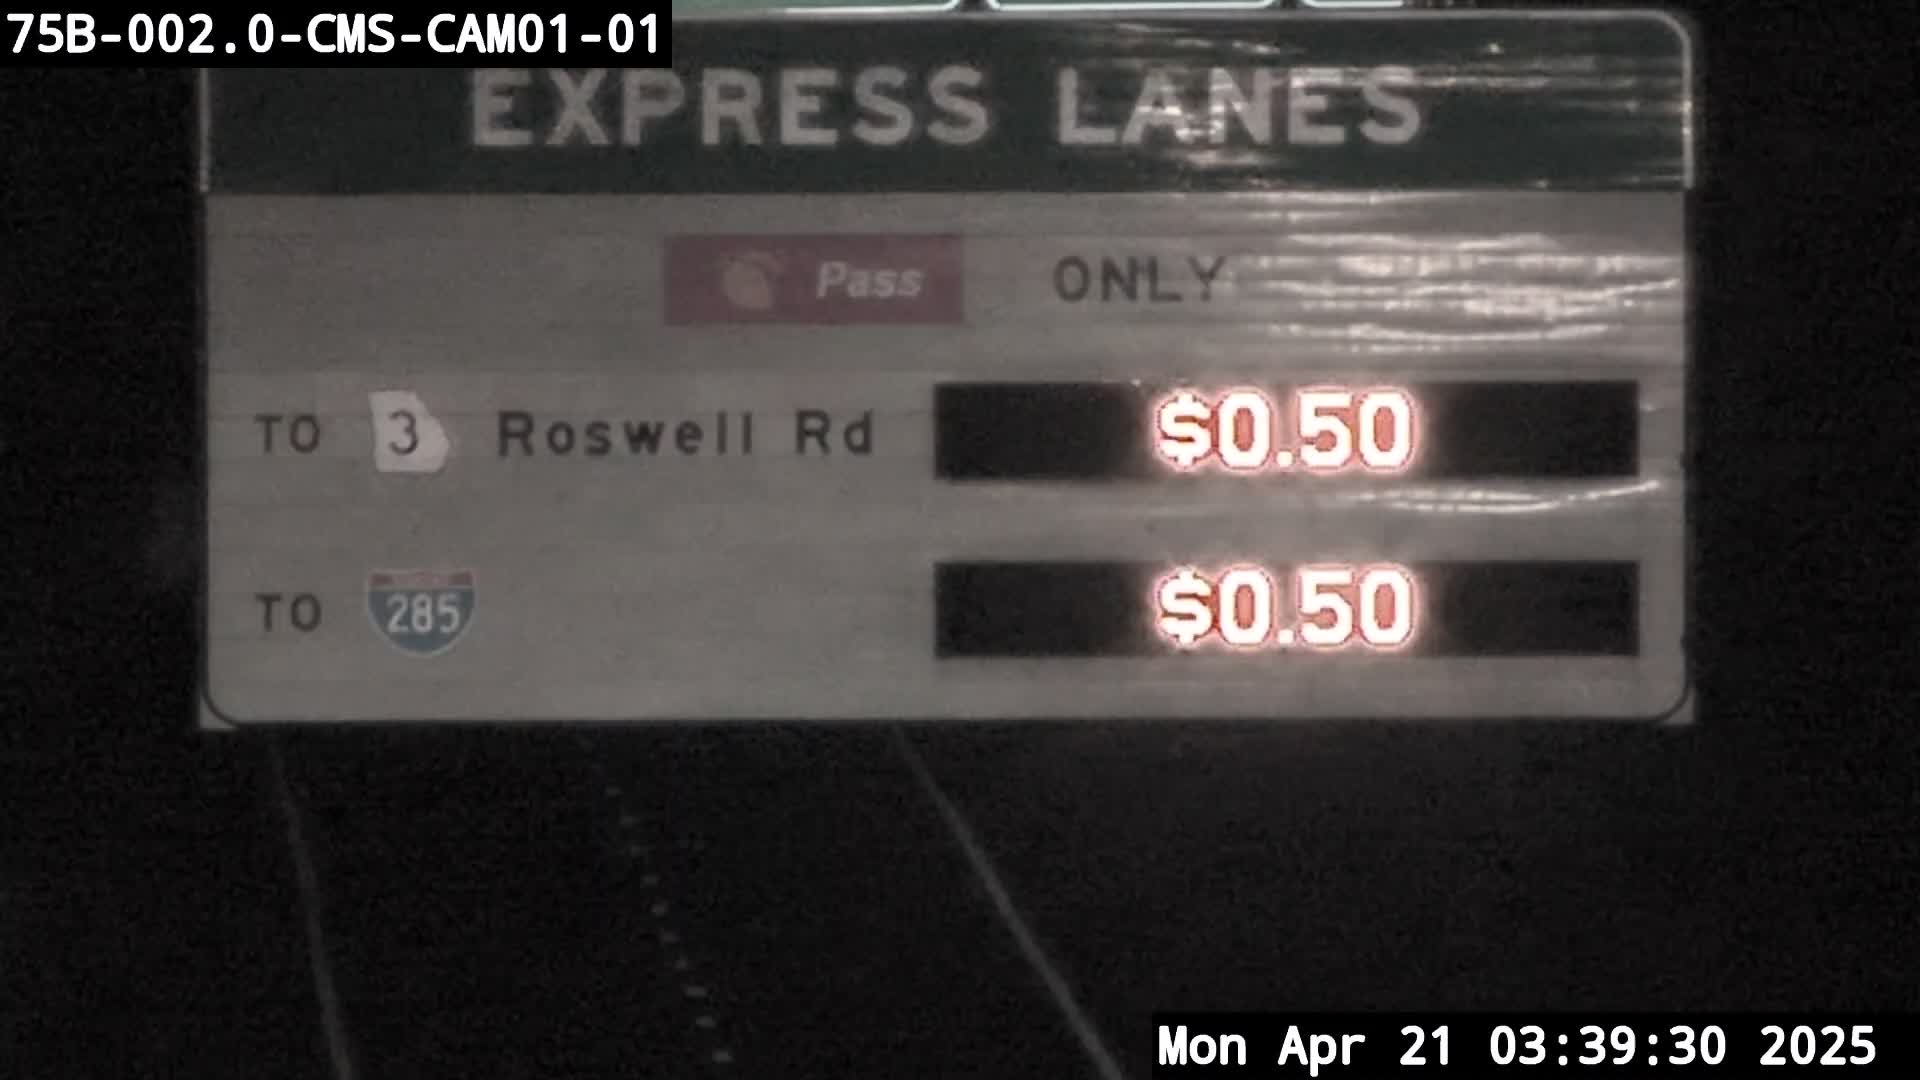 75B-002.0-CMS-CAM01-01
EXPRESS LANES
Pass ONLY
TO 3 Roswell Rd $0.50
TO 285 $0.50
Mon Apr 21 03:39:30 2025